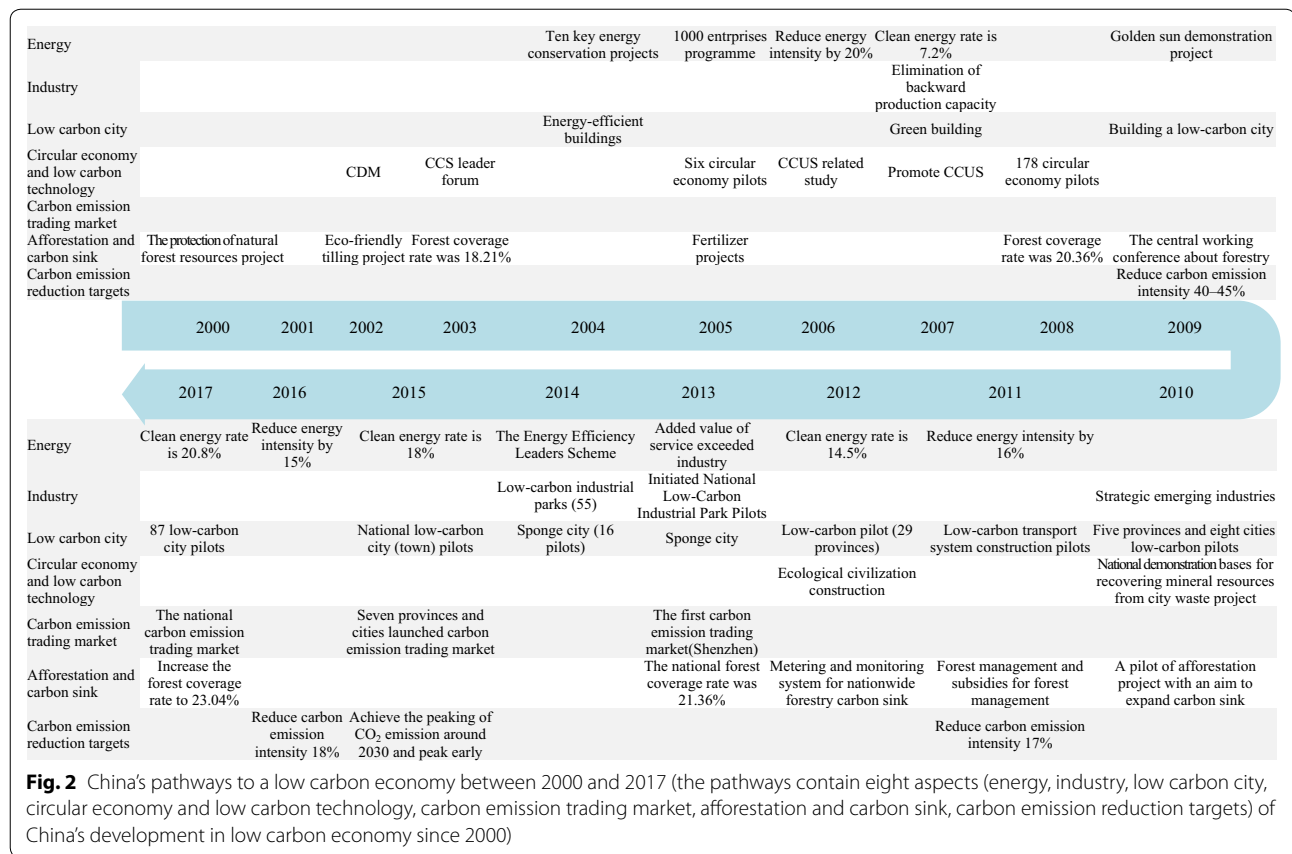 Energy
Ten key energy
conservation projects
1000 entrprises
programme
Reduce energy
intensity by 20%
Clean energy rate is
7.2%
Golden sun demonstration
project
Industry
Elimination of
backward
production capacity
Low carbon city
Energy-efficient
buildings
Green building
Building a low-carbon city
Circular economy
and low carbon
technology
CDM
CCS leader
forum
Six circular
economy pilots
CCUS related
study
Promote CCUS
178 circular
economy pilots
Carbon emission
trading market
Afforestation and
carbon sink
The protection of natural
forest resources project
Eco-friendly
tilling project
Forest coverage
rate was 18.21%
Fertilizer
projects
Forest coverage
rate was 20.36%
The central working
conference about forestry
Carbon emission
reduction targets
Reduce carbon emission
intensity 40–45%
2000 2001 2002 2003 2004 2005 2006 2007 2008 2009
2017 2016 2015 2014 2013 2012 2011 2010
Energy
Clean energy rate
is 20.8%
Reduce energy
intensity by
15%
Clean energy rate is
18%
The Energy Efficiency
Leaders Scheme
Added value of
service exceeded
industry
Clean energy rate is
14.5%
Reduce energy intensity by
16%
Industry
Low-carbon industrial
parks (55)
Initiated National
Low-Carbon
Industrial Park Pilots
Strategic emerging industries
Low carbon city
87 low-carbon
city pilots
National low-carbon
city (town) pilots
Sponge city (16
pilots)
Sponge city
Low-carbon pilot (29
provinces)
Low-carbon transport
system construction pilots
Five provinces and eight cities
low-carbon pilots
Circular economy
and low carbon
technology
Ecological civilization
construction
National demonstration bases for
recovering mineral resources
from city waste project
Carbon emission
trading market
The national
carbon emission
trading market
Seven provinces and
cities launched carbon
emission trading market
The first carbon
emission trading
market(Shenzhen)
Afforestation and
carbon sink
Increase the
forest coverage
rate to 23.04%
The national forest
coverage rate was
21.36%
Metering and monitoring
system for nationwide
forestry carbon sink
Forest management and
subsidies for forest
management
A pilot of afforestation
project with an aim to
expand carbon sink
Carbon emission
reduction targets
Reduce carbon
emission
intensity 18%
Achieve the peaking of
CO₂ emission around
2030 and peak early
Reduce carbon emission
intensity 17%
Fig. 2 China's pathways to a low carbon economy between 2000 and 2017 (the pathways contain eight aspects (energy, industry, low carbon city,
circular economy and low carbon technology, carbon emission trading market, afforestation and carbon sink, carbon emission reduction targets) of
China's development in low carbon economy since 2000)